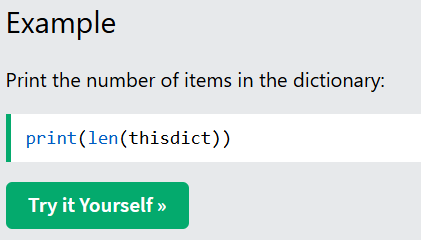 Example
Print the number of items in the dictionary:
print(len(thisdict))
Try it Yourself »